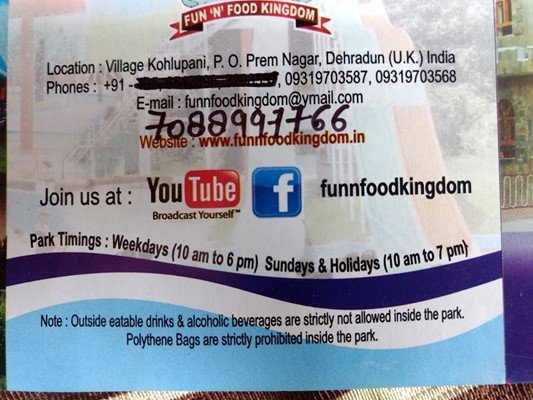 FUN 'N' FOOD KINGDOM
Location : Village Kohlupani, P. O. Prem Nagar, Dehradun (U.K.) India
Phones : +91 - , 09319703587, 09319703568
E-mail : funnfoodkingdom@ymail.com
7088997766
Website : www.funnfoodkingdom.in
Join us at : YouTube f funnfoodkingdom
Broadcast Yourself™
Park Timings : Weekdays (10 am to 6 pm) Sundays & Holidays (10 am to 7 pm)
Note : Outside eatable drinks & alcoholic beverages are strictly not allowed inside the park.
Polythene Bags are strictly prohibited inside the park.